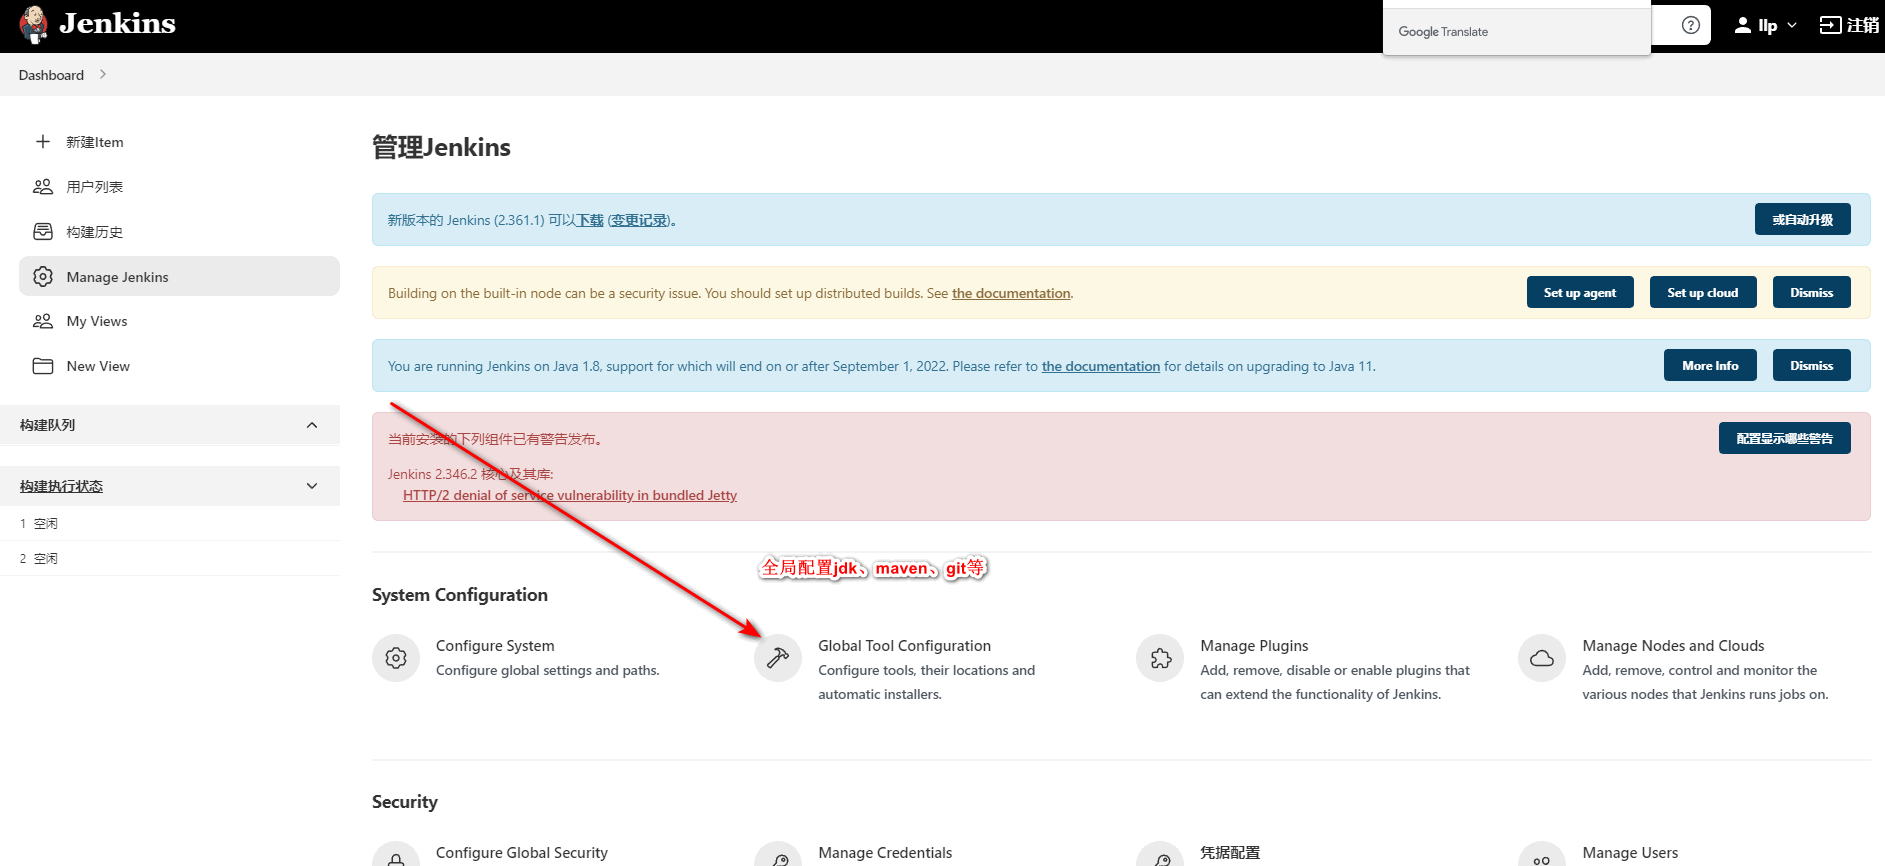 Jenkins
Google Translate
llp
注销
Dashboard
新建Item
用户列表
构建历史
Manage Jenkins
My Views
New View
构建队列
构建执行状态
1 空闲
2 空闲
管理Jenkins
新版本的 Jenkins (2.361.1) 可以下载 (变更记录)。
或自动升级
Building on the built-in node can be a security issue. You should set up distributed builds. See the documentation.
Set up agent
Set up cloud
Dismiss
You are running Jenkins on Java 1.8, support for which will end on or after September 1, 2022. Please refer to the documentation for details on upgrading to Java 11.
More Info
Dismiss
当前安装的下列组件已有警告发布。
配置显示哪些警告
Jenkins 2.346.2 核心及其库:
HTTP/2 denial of service vulnerability in bundled Jetty
全局配置jdk、maven、git等
System Configuration
Configure System
Configure global settings and paths.
Global Tool Configuration
Configure tools, their locations and
automatic installers.
Manage Plugins
Add, remove, disable or enable plugins that
can extend the functionality of Jenkins.
Manage Nodes and Clouds
Add, remove, control and monitor the
various nodes that Jenkins runs jobs on.
Security
Configure Global Security
Manage Credentials
凭据配置
Manage Users